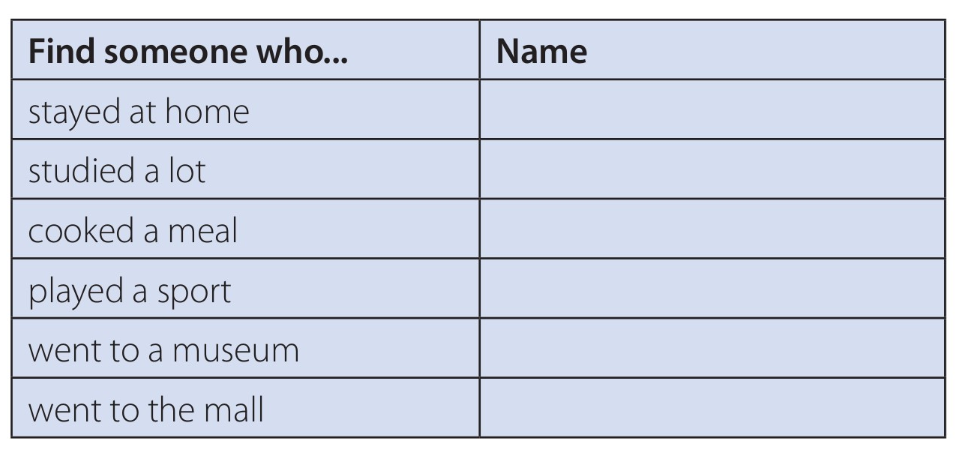 Find someone who... Name
stayed at home
studied a lot
cooked a meal
played a sport
went to a museum
went to the mall